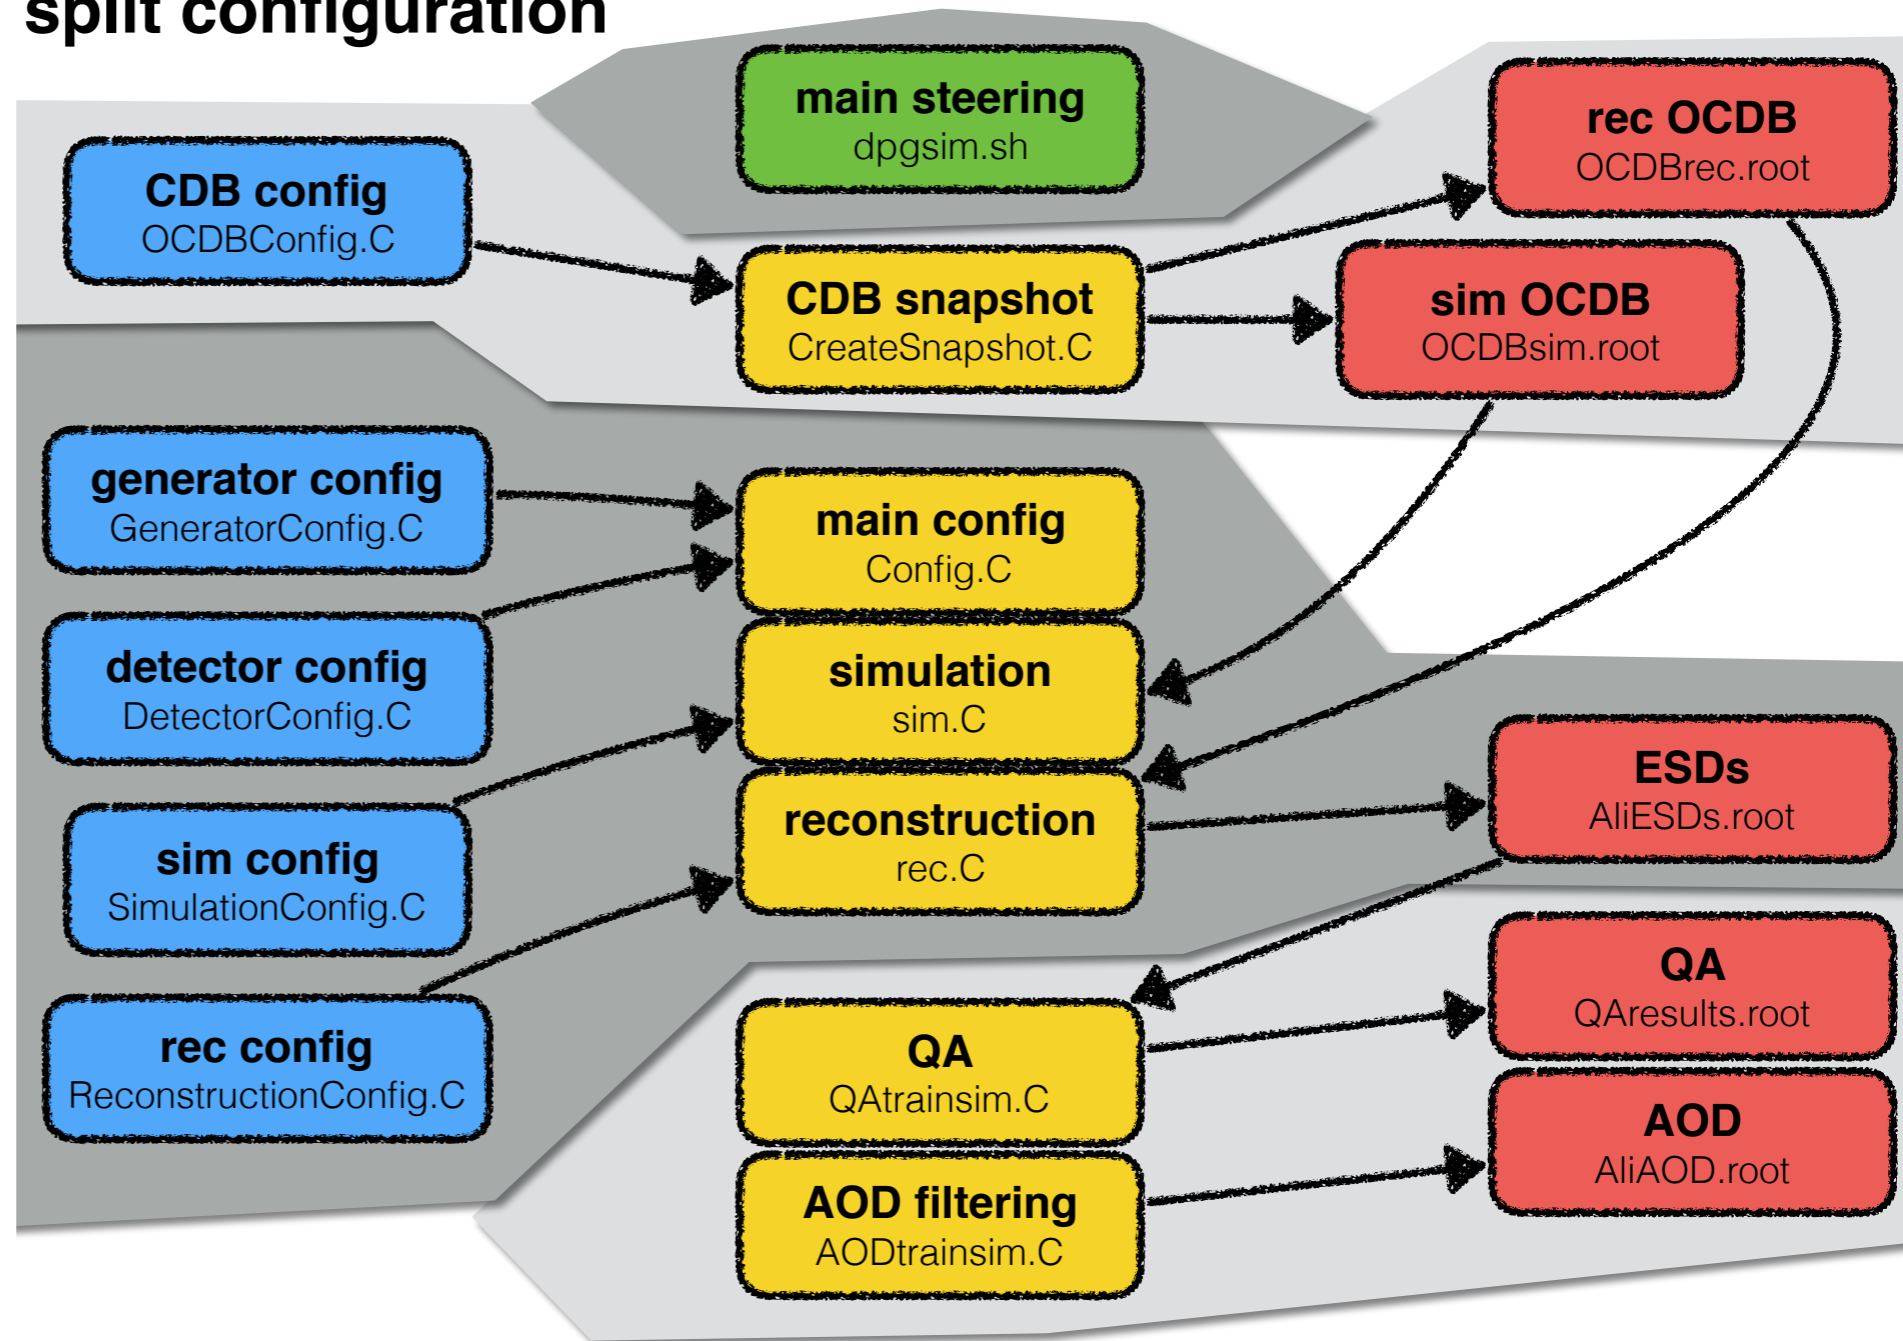 split configuration
main steering
dpgsim.sh
rec OCDB
OCDBrec.root
CDB config
OCDBConfig.C
CDB snapshot
CreateSnapshot.C
sim OCDB
OCDBsim.root
generator config
GeneratorConfig.C
main config
Config.C
detector config
DetectorConfig.C
simulation
sim.C
ESDs
AliESDs.root
reconstruction
rec.C
sim config
SimulationConfig.C
QA
QAresults.root
rec config
ReconstructionConfig.C
QA
QAtrainsim.C
AOD
AliAOD.root
AOD filtering
AODtrainsim.C